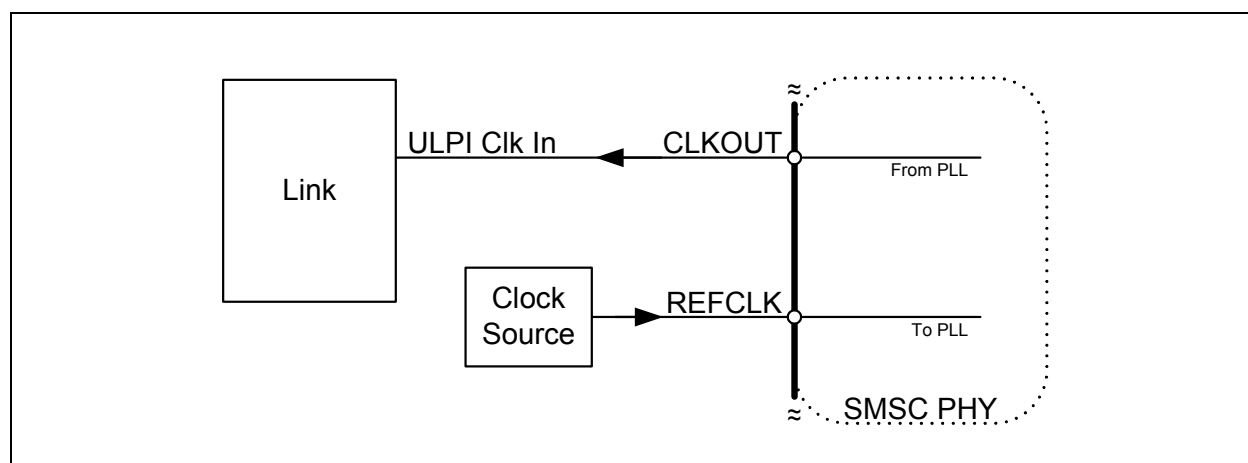 ULPI Clk In
CLKOUT
From PLL
Link
Clock
Source
REFCLK
To PLL
SMSC PHY